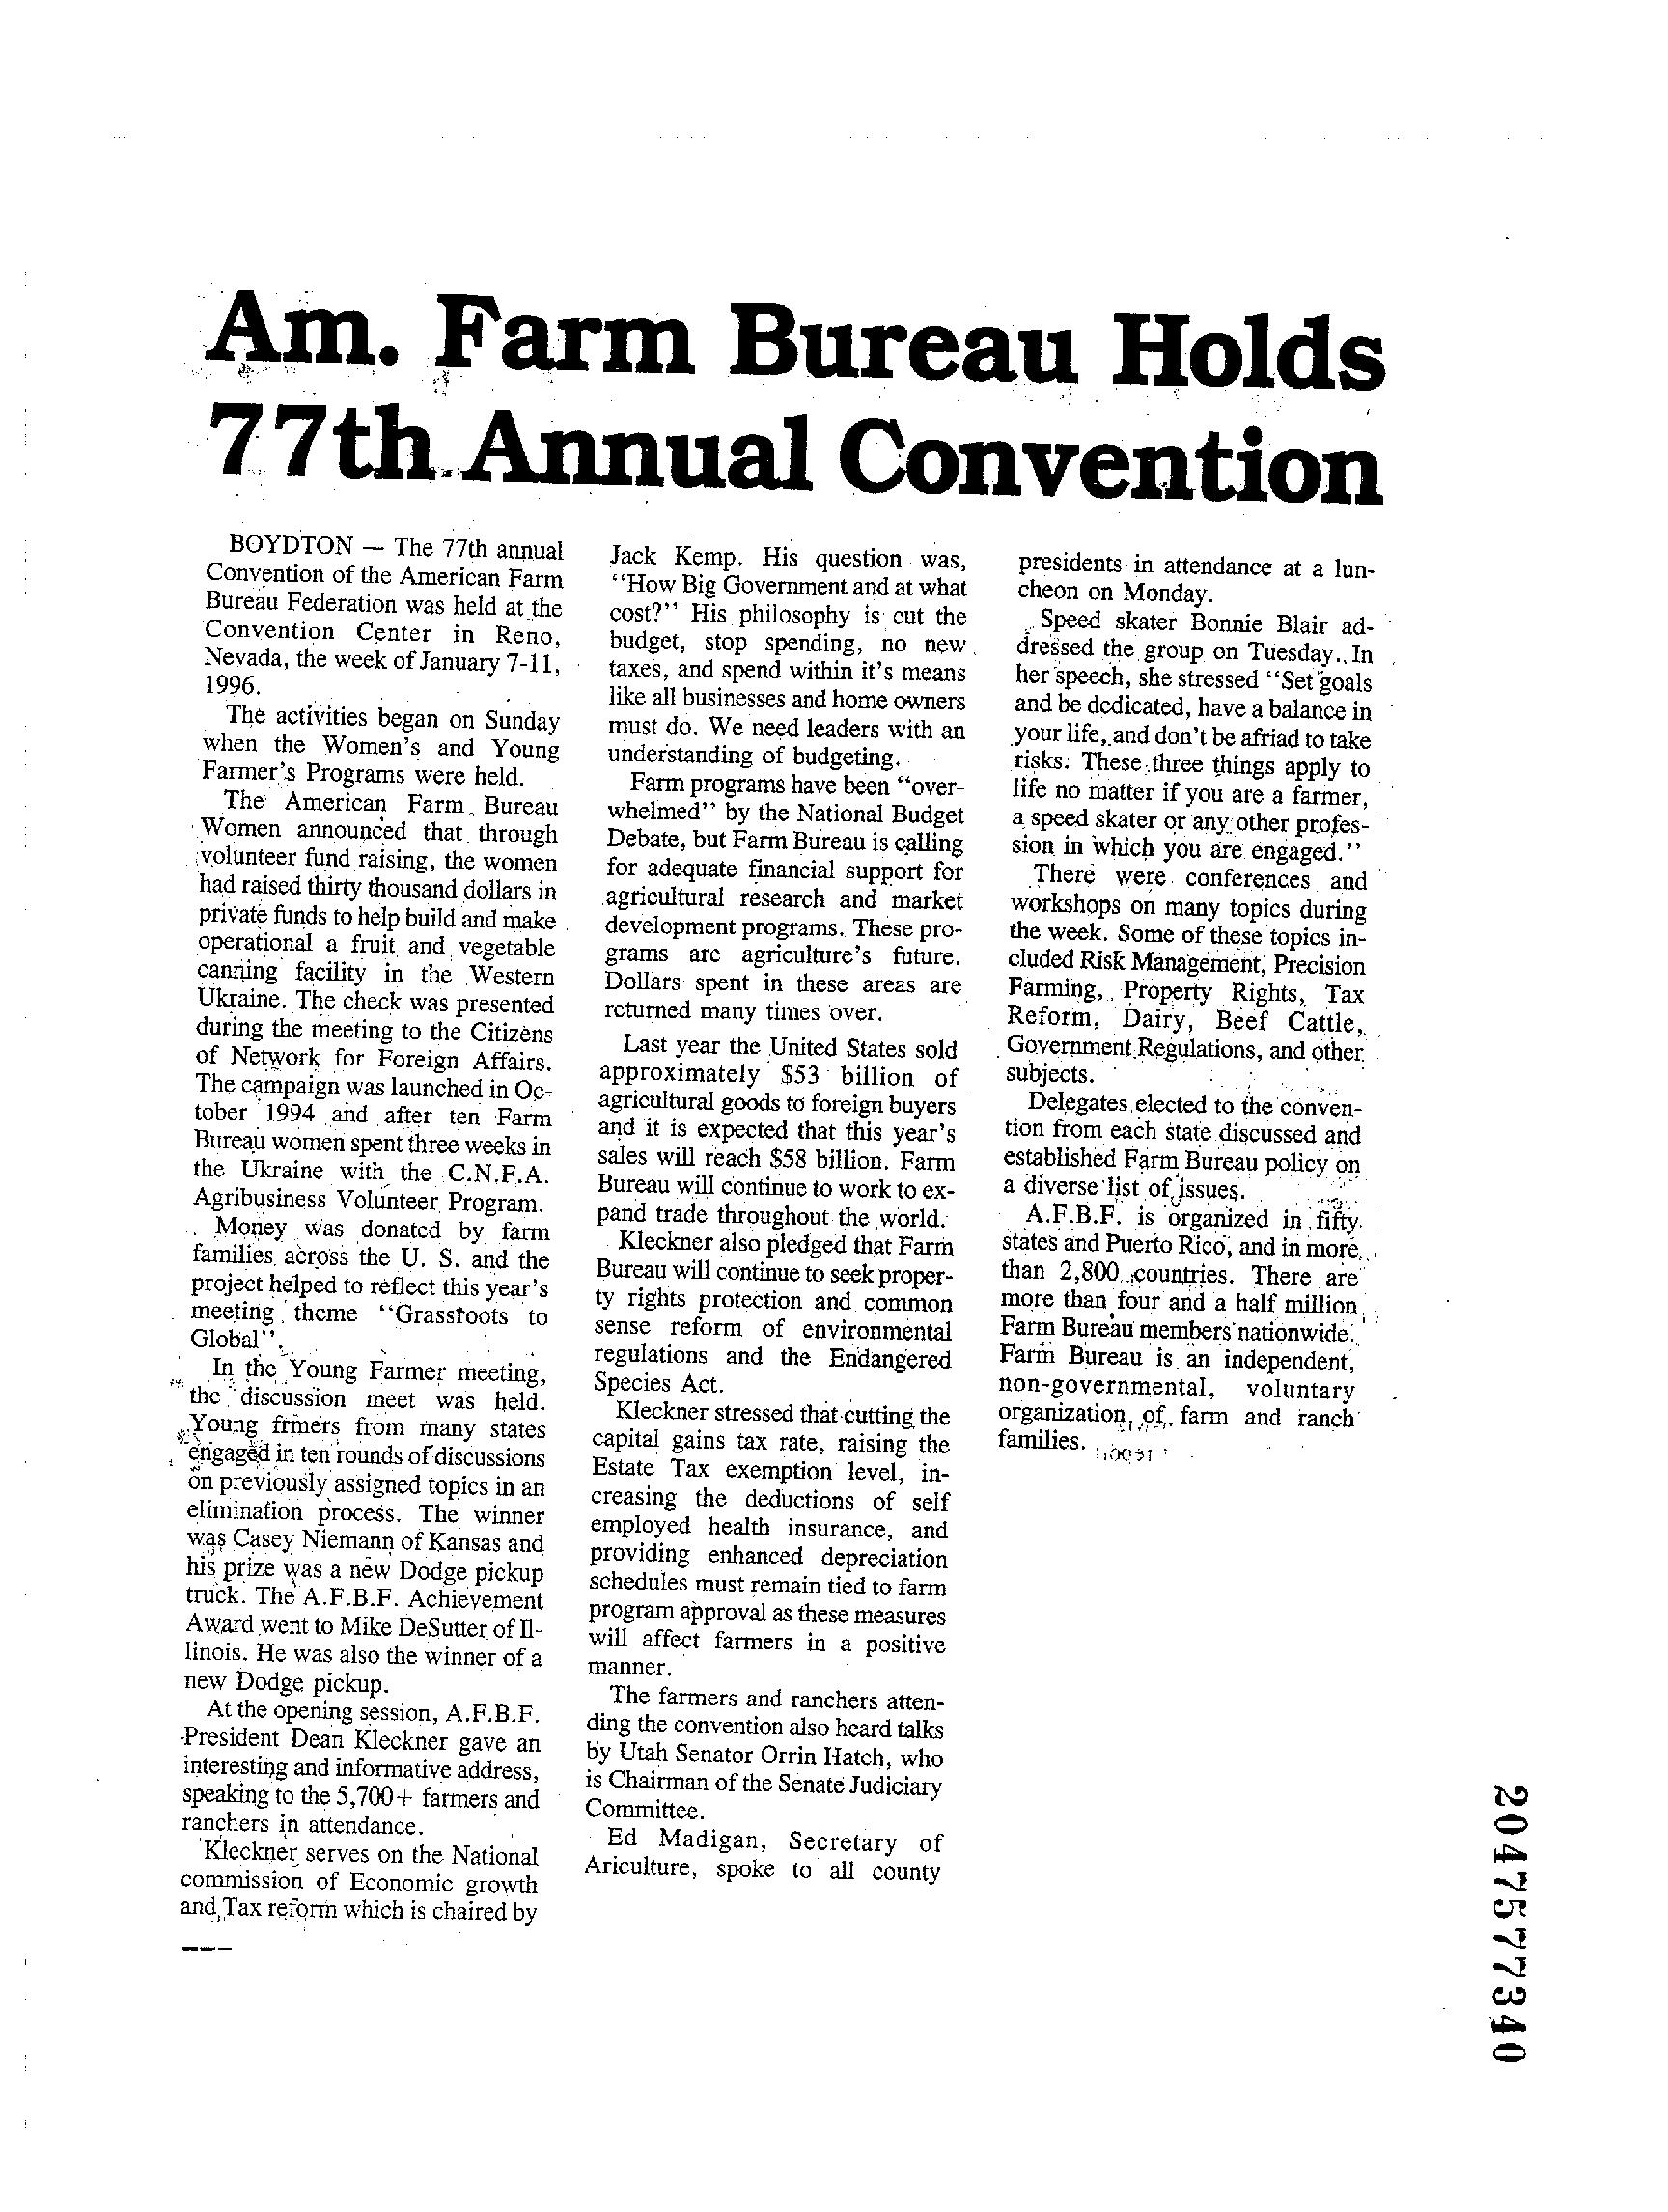 Am. Farm Bureau Holds
77th Annual Convention
BOYDTON — The 77th annual
Convention of the American Farm
Bureau Federation was held at the
Convention Center in Reno,
Nevada, the week of January 7-11,
1996.
The activities began on Sunday
when the Women's and Young
Farmer's Programs were held.
The American Farm Bureau
Women announced that through
volunteer fund raising, the women
had raised thirty thousand dollars in
private funds to help build and make
operational a fruit and vegetable
canning facility in the Western
Ukraine. The check was presented
during the meeting to the Citizens
of Network for Foreign Affairs.
The campaign was launched in Oc-
tober 1994 and after ten Farm
Bureau women spent three weeks in
the Ukraine with the C.N.F.A.
Agribusiness Volunteer Program.
Money was donated by farm
families across the U. S. and the
project helped to reflect this year's
meeting theme "Grassroots to
Global".
In the Young Farmer meeting,
the discussion meet was held.
Young frmers from many states
engaged in ten rounds of discussions
on previously assigned topics in an
elimination process. The winner
was Casey Niemann of Kansas and
his prize was a new Dodge pickup
truck. The A.F.B.F. Achievement
Award went to Mike DeSutter of Il-
linois. He was also the winner of a
new Dodge pickup.
At the opening session, A.F.B.F.
President Dean Kleckner gave an
interesting and informative address,
speaking to the 5,700+ farmers and
ranchers in attendance.
Kleckner serves on the National
commission of Economic growth
and Tax reform which is chaired by
Jack Kemp. His question was,
"How Big Government and at what
cost?" His philosophy is cut the
budget, stop spending, no new
taxes, and spend within it's means
like all businesses and home owners
must do. We need leaders with an
understanding of budgeting.
Farm programs have been "over-
whelmed" by the National Budget
Debate, but Farm Bureau is calling
for adequate financial support for
agricultural research and market
development programs. These pro-
grams are agriculture's future.
Dollars spent in these areas are
returned many times over.
Last year the United States sold
approximately $53 billion of
agricultural goods to foreign buyers
and it is expected that this year's
sales will reach $58 billion. Farm
Bureau will continue to work to ex-
pand trade throughout the world.
Kleckner also pledged that Farm
Bureau will continue to seek proper-
ty rights protection and common
sense reform of environmental
regulations and the Endangered
Species Act.
Kleckner stressed that cutting the
capital gains tax rate, raising the
Estate Tax exemption level, in-
creasing the deductions of self
employed health insurance, and
providing enhanced depreciation
schedules must remain tied to farm
program approval as these measures
will affect farmers in a positive
manner.
The farmers and ranchers atten-
ding the convention also heard talks
by Utah Senator Orrin Hatch, who
is Chairman of the Senate Judiciary
Committee.
Ed Madigan, Secretary of
Ariculture, spoke to all county
presidents in attendance at a lun-
cheon on Monday.
Speed skater Bonnie Blair ad-
dressed the group on Tuesday. In
her speech, she stressed "Set goals
and be dedicated, have a balance in
your life, and don't be afriad to take
risks. These three things apply to
life no matter if you are a farmer,
a speed skater or any other profes-
sion in which you are engaged."
There were conferences and
workshops on many topics during
the week. Some of these topics in-
cluded Risk Management, Precision
Farming, Property Rights, Tax
Reform, Dairy, Beef Cattle,
Government Regulations, and other
subjects.
Delegates elected to the conven-
tion from each state discussed and
established Farm Bureau policy on
a diverse list of issues.
A.F.B.F. is organized in fifty
states and Puerto Rico, and in more
than 2,800 countries. There are
more than four and a half million
Farm Bureau members nationwide.
Farm Bureau is an independent,
non-governmental, voluntary
organization of farm and ranch
families.
2047577340